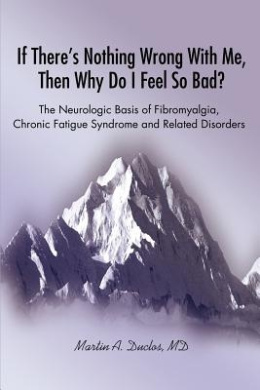 If There's Nothing Wrong With Me,
Then Why Do I Feel So Bad?
The Neurologic Basis of Fibromyalgia,
Chronic Fatigue Syndrome and Related Disorders
Martin A. Duclos, MD